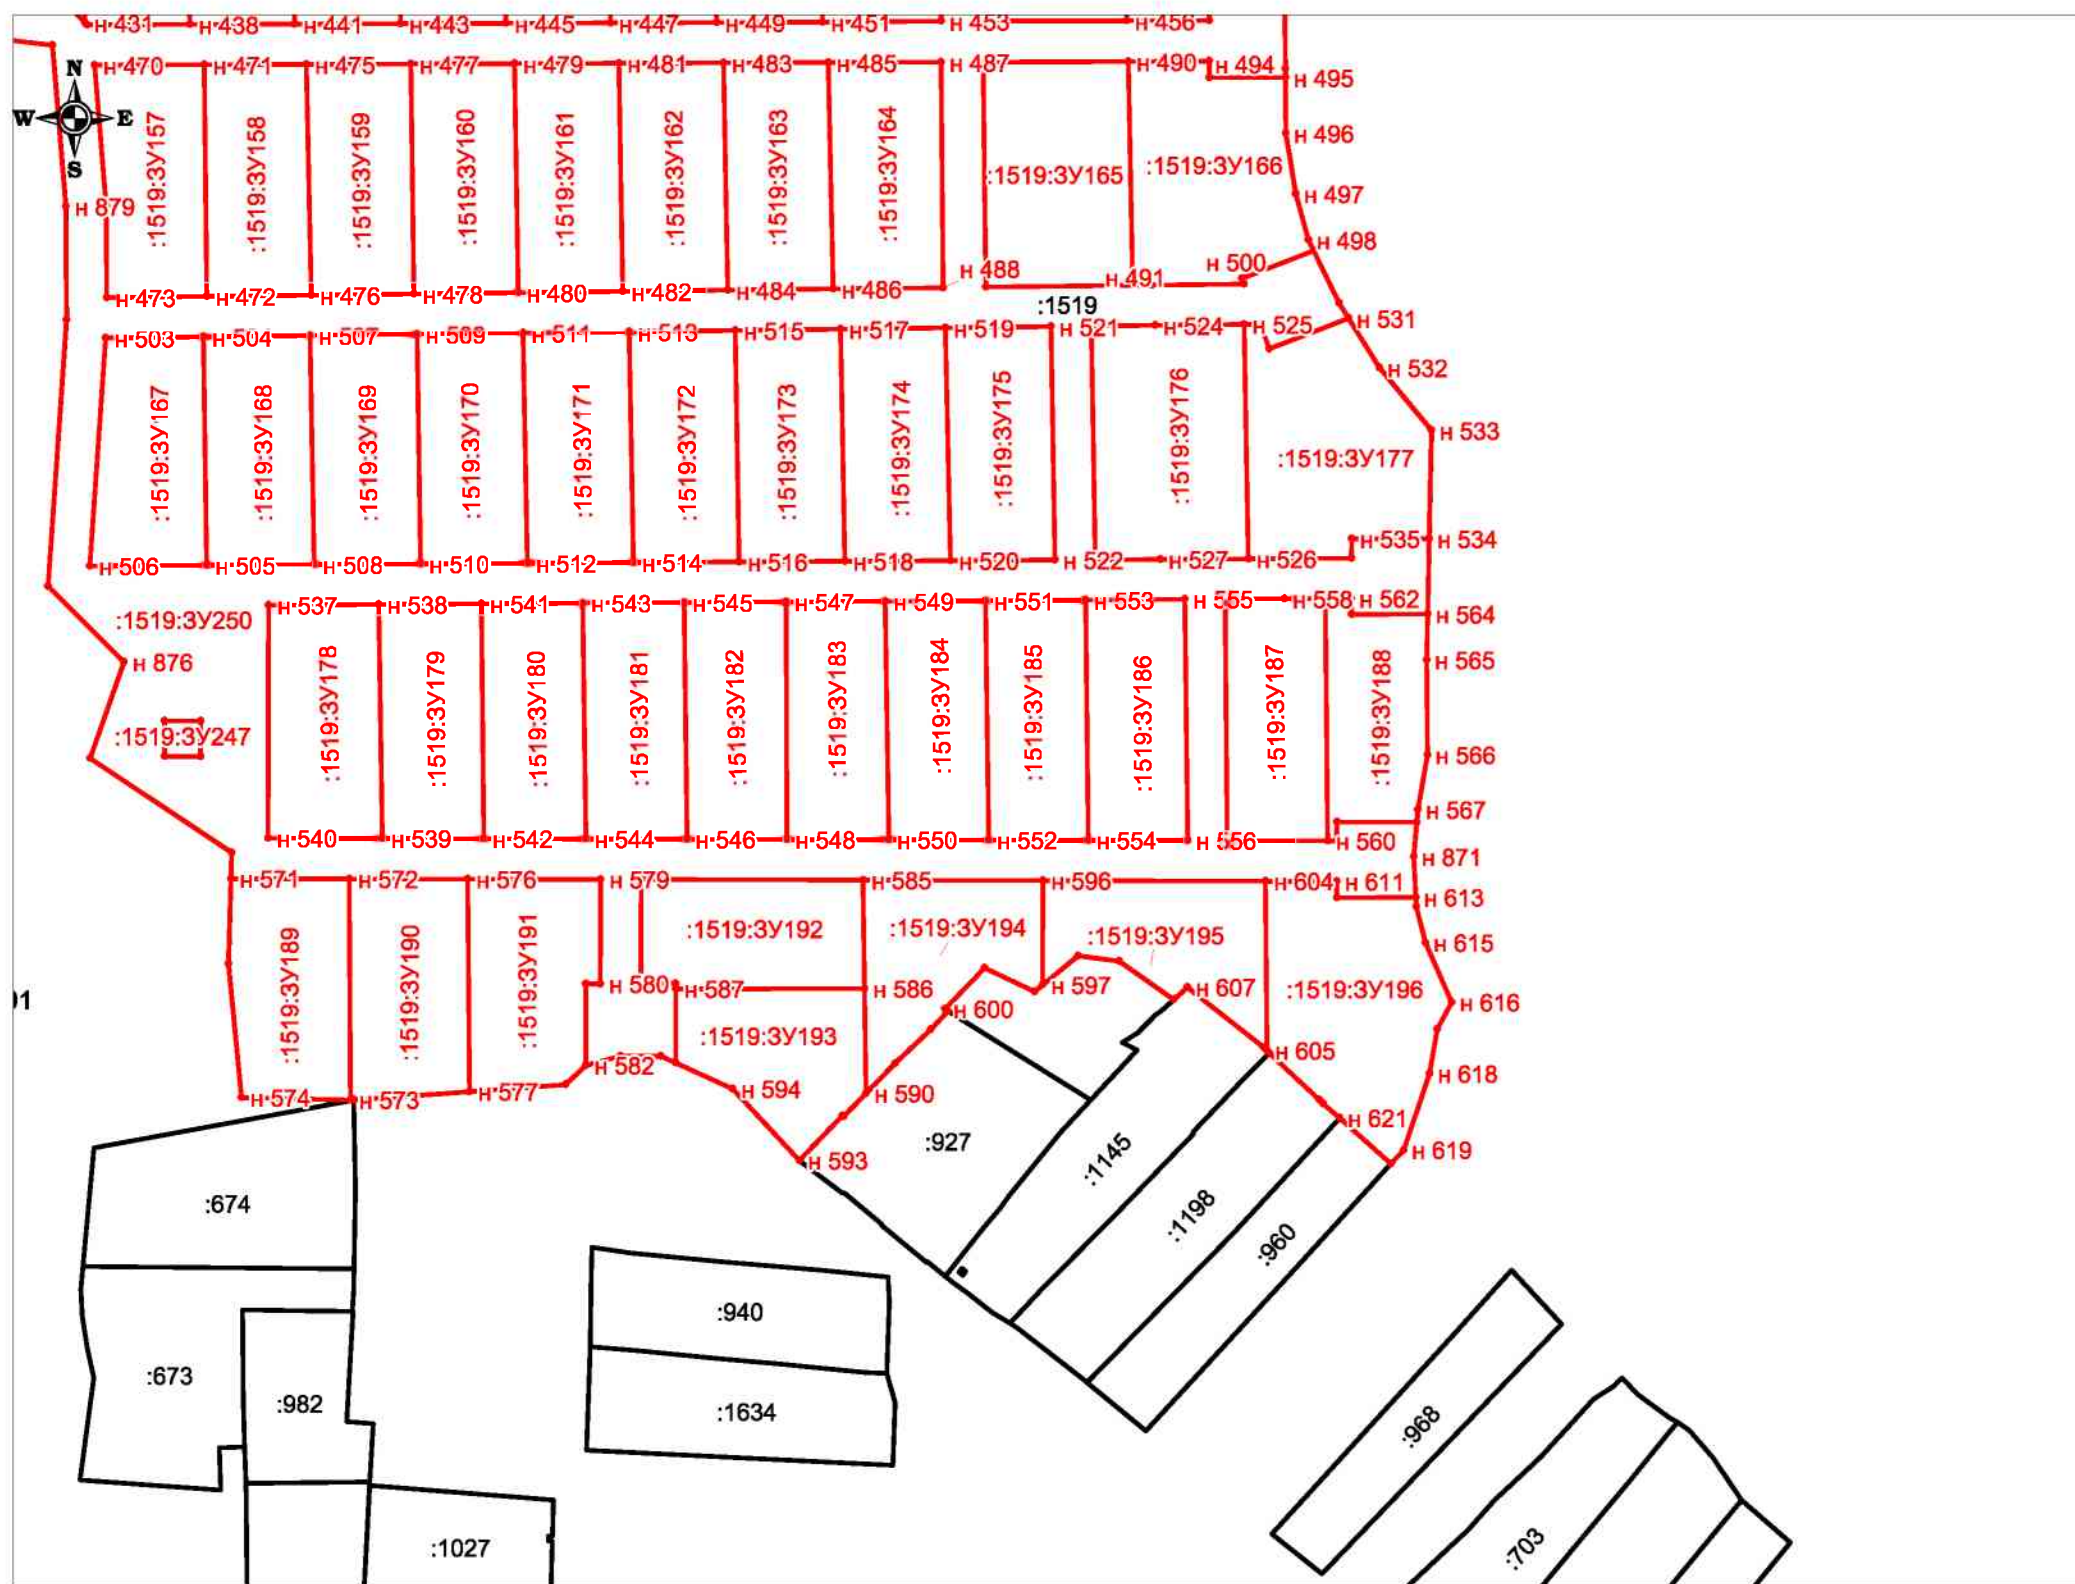 н 431 н 438 н 441 н 443 н 445 н 447 н 449 н 451 н 453 н 456
N
W E
S
н 470 н 471 н 475 н 477 н 479 н 481 н 483 н 485 н 487 н 490 н 494
н 495
н 496
:1519:ЗУ157 :1519:ЗУ158 :1519:ЗУ159 :1519:ЗУ160 :1519:ЗУ161 :1519:ЗУ162 :1519:ЗУ163 :1519:ЗУ164 :1519:ЗУ165 :1519:ЗУ166
н 879
н 497
н 498
н 488 н 491 н 500
н 473 н 472 н 476 н 478 н 480 н 482 н 484 н 486
:1519
н 503 н 504 н 507 н 509 н 511 н 513 н 515 н 517 н 519 н 521 н 524 н 525 н 531
н 532
н 533
:1519:ЗУ167 :1519:ЗУ168 :1519:ЗУ169 :1519:ЗУ170 :1519:ЗУ171 :1519:ЗУ172 :1519:ЗУ173 :1519:ЗУ174 :1519:ЗУ175 :1519:ЗУ176 :1519:ЗУ177
н 535 н 534
н 506 н 505 н 508 н 510 н 512 н 514 н 516 н 518 н 520 н 522 н 527 н 526
н 537 н 538 н 541 н 543 н 545 н 547 н 549 н 551 н 553 н 555 н 558 н 562
н 564
:1519:ЗУ250
н 876
н 565
:1519:ЗУ178 :1519:ЗУ179 :1519:ЗУ180 :1519:ЗУ181 :1519:ЗУ182 :1519:ЗУ183 :1519:ЗУ184 :1519:ЗУ185 :1519:ЗУ186 :1519:ЗУ187 :1519:ЗУ188
:1519:ЗУ247
н 566
н 567
н 540 н 539 н 542 н 544 н 546 н 548 н 550 н 552 н 554 н 556 н 560
н 871
н 571 н 572 н 576 н 579 н 585 н 596 н 604 н 611
н 613
:1519:ЗУ189 :1519:ЗУ190 :1519:ЗУ191 :1519:ЗУ192 :1519:ЗУ194 :1519:ЗУ195
н 615
н 580 н 587 н 586 н 597 н 607 :1519:ЗУ196
н 616
н 600
:1519:ЗУ193
н 605
н 582
н 618
н 574 н 573 н 577 н 594 н 590
н 621
:927
:1145
н 593
н 619
:674
:1198
:960
:940
:673
:982
:1634
:968
:1027
:703